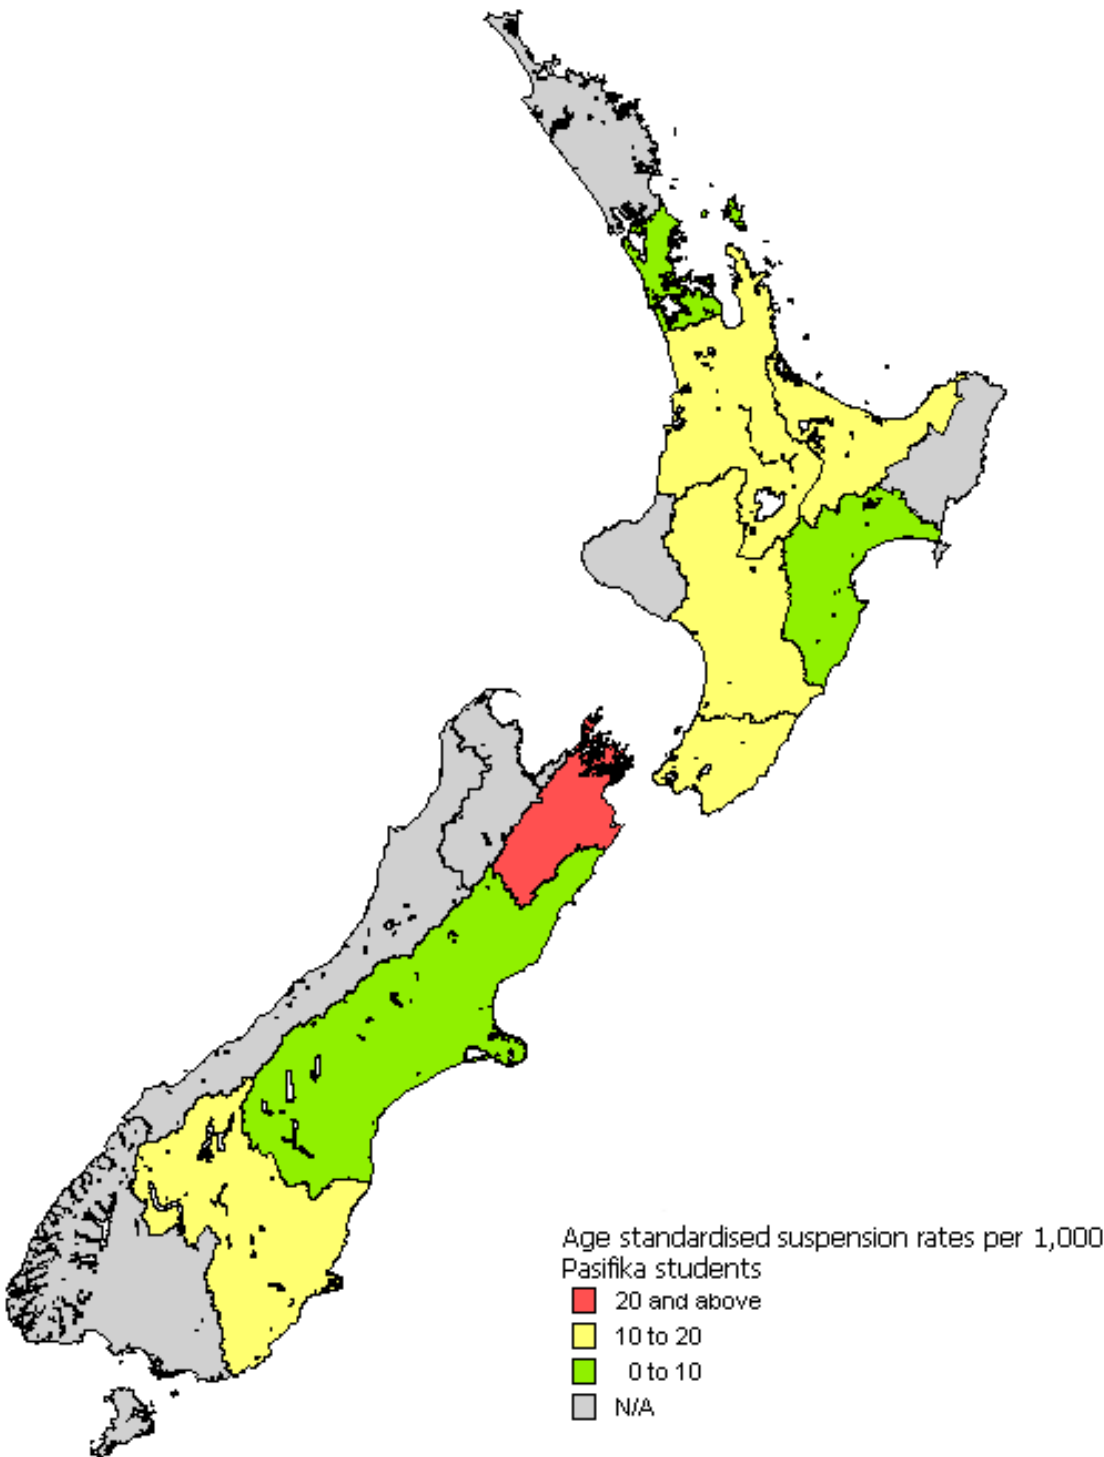 Age standardised suspension rates per 1,000
Pasifika students
20 and above
10 to 20
0 to 10
N/A